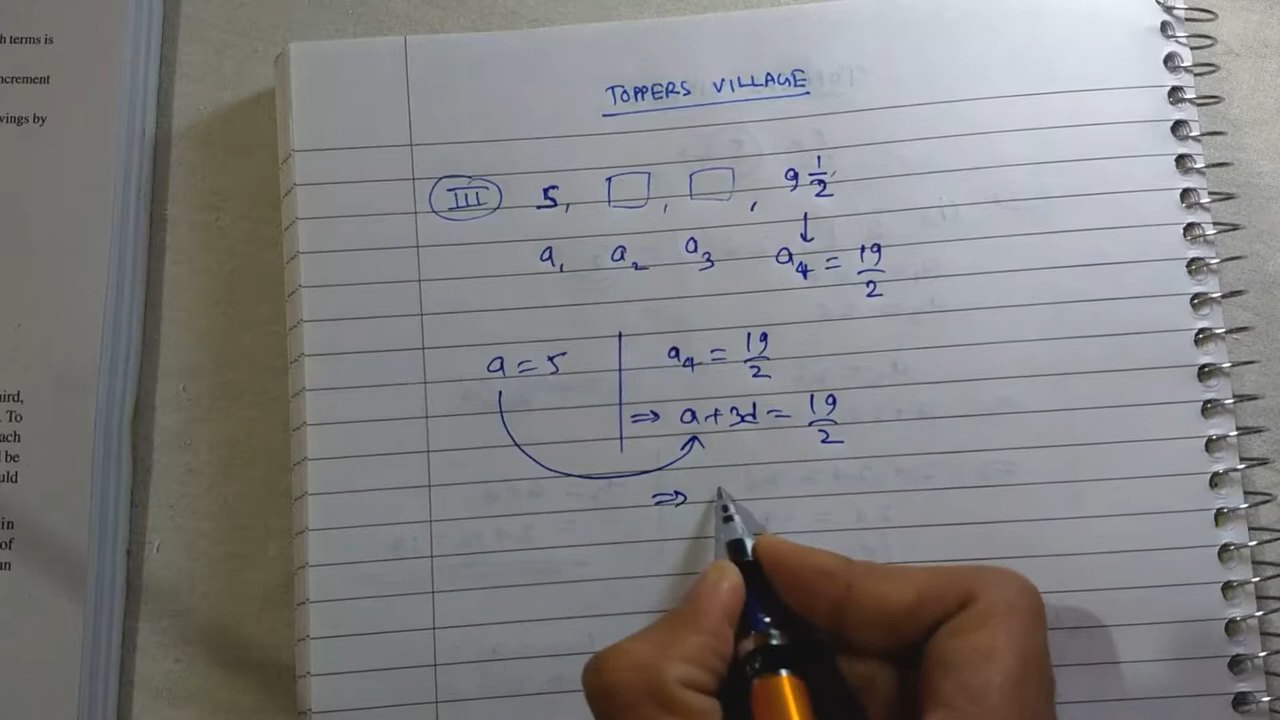 h terms is
ncrement
vings by
nird,
. To
ach
l be
uld
in
of
an
TOPPERS VILLAGE
III 5, □, □, 9 1/2,
a₁ a₂ a₃ ↓ a₄ = 19/2
a = 5 a₄ = 19/2
⇒ a + 3d = 19/2
⇒